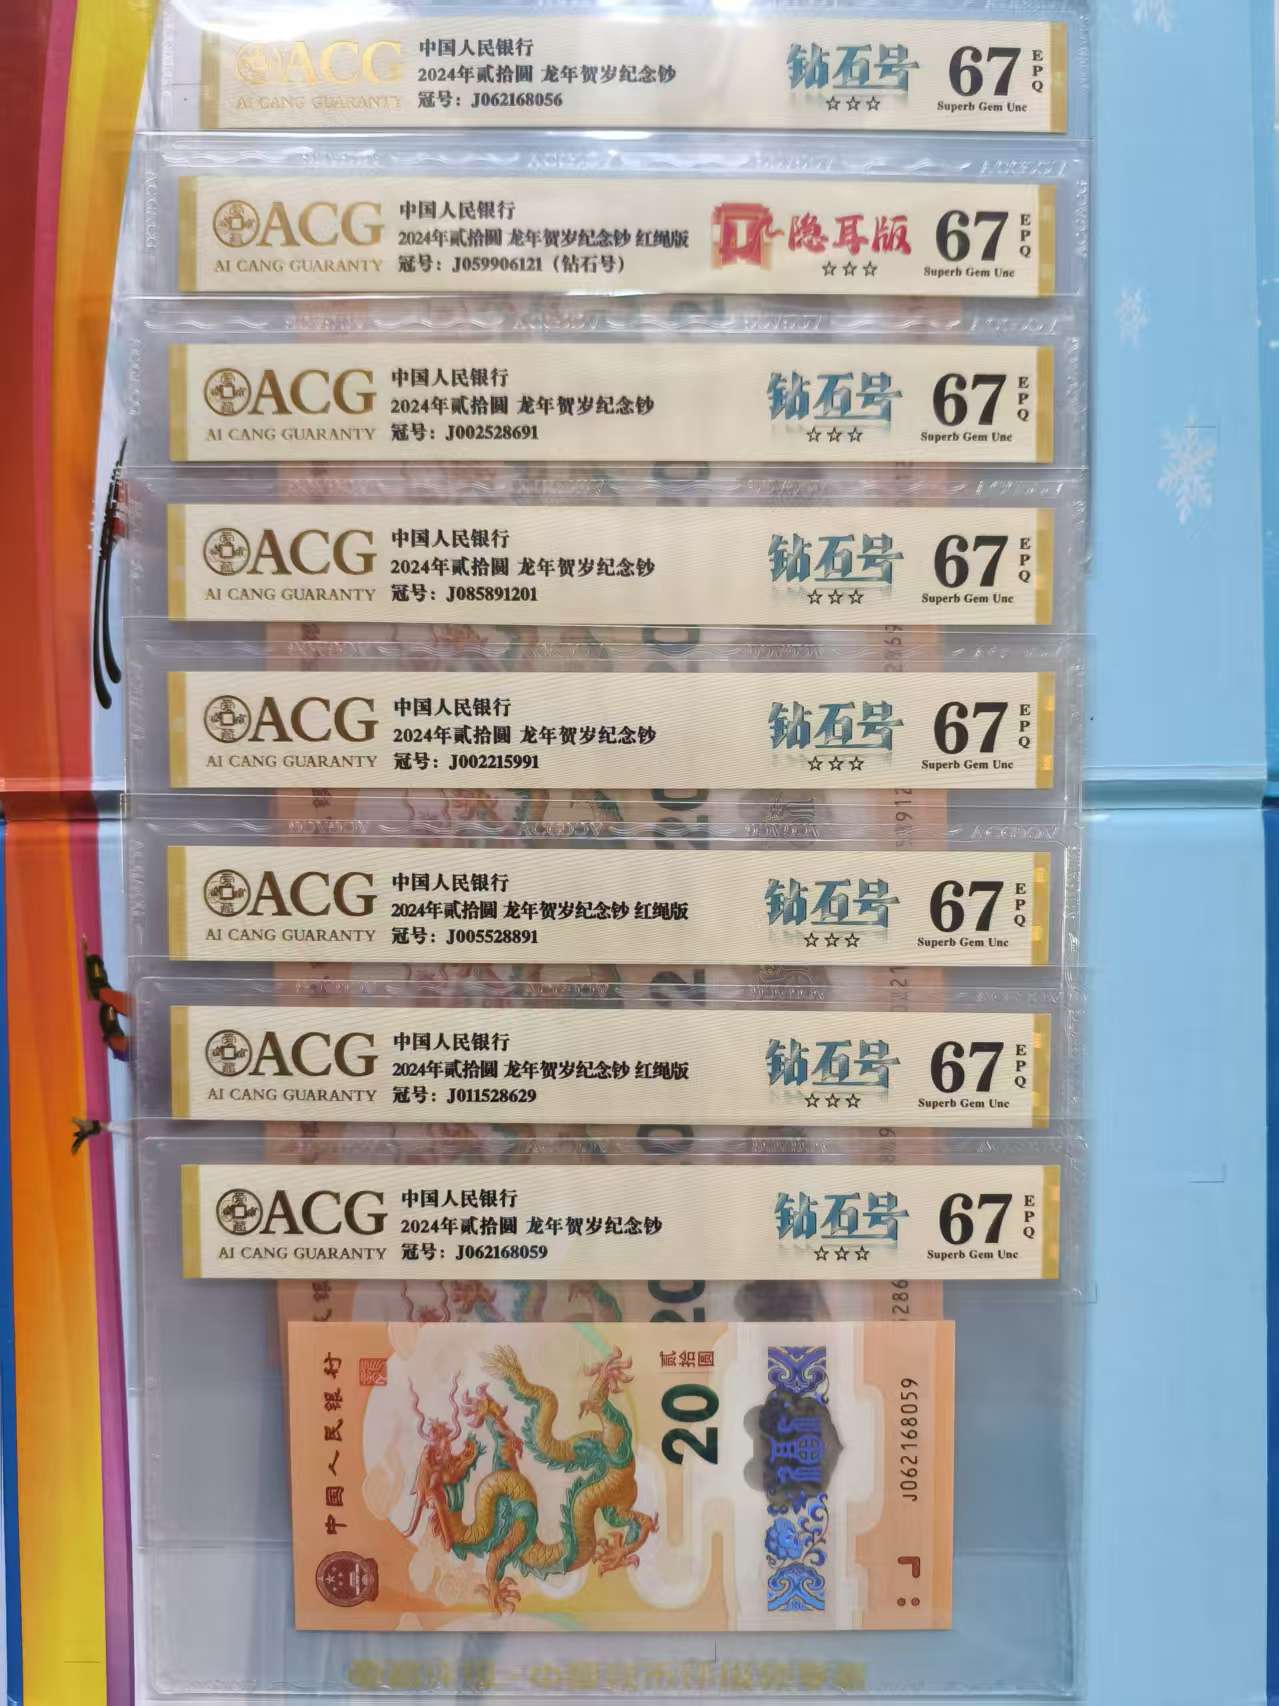 ACG
AI CANG GUARANTY
中国人民银行
2024年贰拾圆 龙年贺岁纪念钞
冠号：J062168056
钻石号
☆☆☆
67
EPQ
Superb Gem Unc
ACG
AI CANG GUARANTY
中国人民银行
2024年贰拾圆 龙年贺岁纪念钞 红绳版
冠号：J059906121（钻石号）
隐耳版
☆☆☆
67
EPQ
Superb Gem Unc
ACG
AI CANG GUARANTY
中国人民银行
2024年贰拾圆 龙年贺岁纪念钞
冠号：J002528691
钻石号
☆☆☆
67
EPQ
Superb Gem Unc
ACG
AI CANG GUARANTY
中国人民银行
2024年贰拾圆 龙年贺岁纪念钞
冠号：J085891201
钻石号
☆☆☆
67
EPQ
Superb Gem Unc
ACG
AI CANG GUARANTY
中国人民银行
2024年贰拾圆 龙年贺岁纪念钞
冠号：J002215991
钻石号
☆☆☆
67
EPQ
Superb Gem Unc
ACG
AI CANG GUARANTY
中国人民银行
2024年贰拾圆 龙年贺岁纪念钞 红绳版
冠号：J005528891
钻石号
☆☆☆
67
EPQ
Superb Gem Unc
ACG
AI CANG GUARANTY
中国人民银行
2024年贰拾圆 龙年贺岁纪念钞 红绳版
冠号：J011528629
钻石号
☆☆☆
67
EPQ
Superb Gem Unc
ACG
AI CANG GUARANTY
中国人民银行
2024年贰拾圆 龙年贺岁纪念钞
冠号：J062168059
钻石号
☆☆☆
67
EPQ
Superb Gem Unc
中国人民银行
20
贰拾圆
J062168059